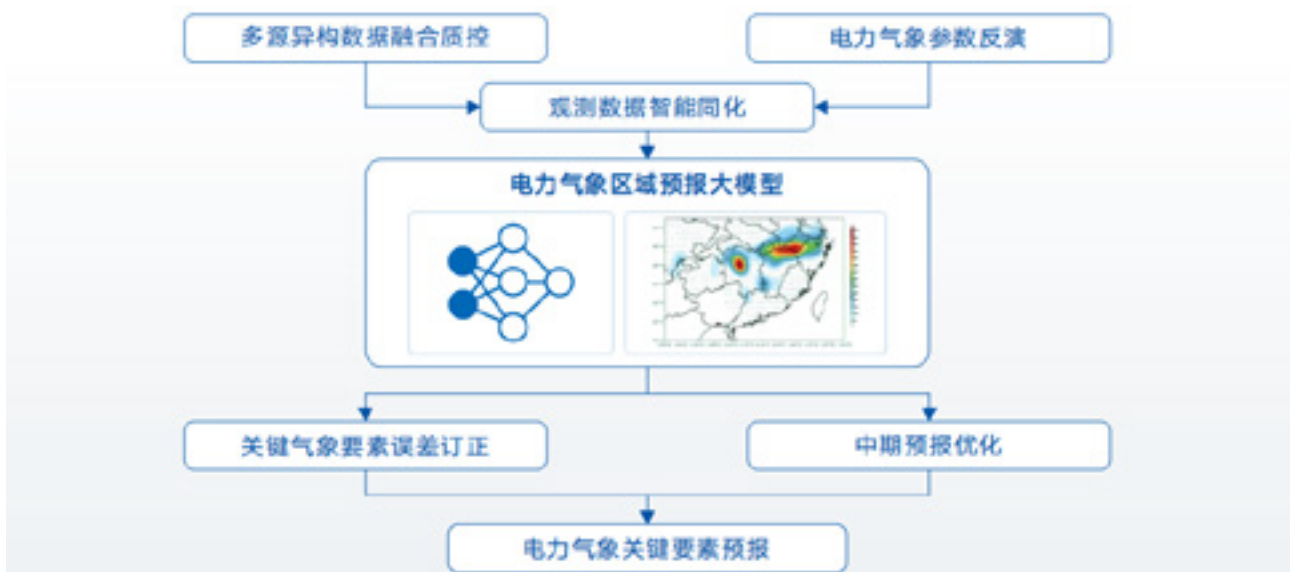 多源异构数据融合质控
电力气象参数反演
观测数据智能同化
电力气象区域预报大模型
关键气象要素误差订正
中期预报优化
电力气象关键要素预报